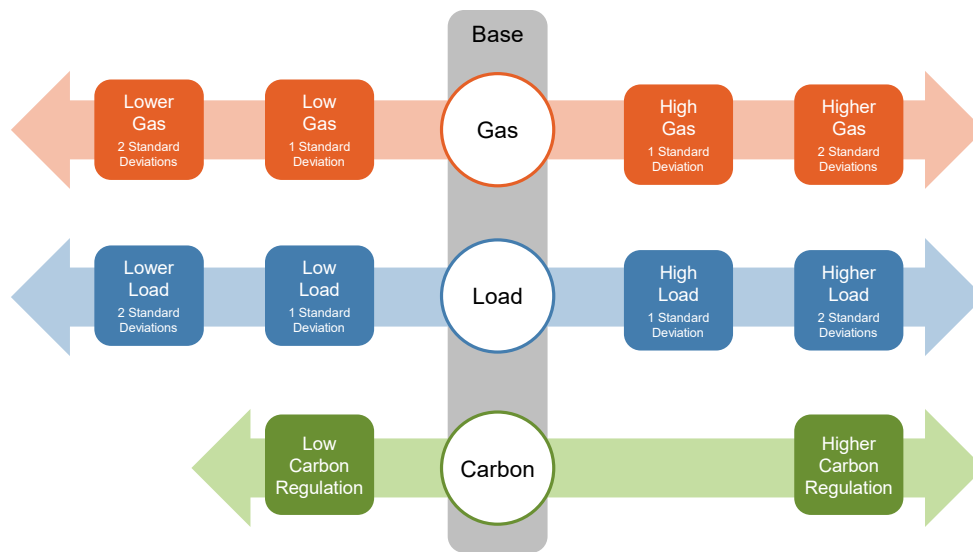 Base
Lower
Gas
2 Standard
Deviations
Low
Gas
1 Standard
Deviation
Gas
High
Gas
1 Standard
Deviation
Higher
Gas
2 Standard
Deviations
Lower
Load
2 Standard
Deviations
Low
Load
1 Standard
Deviation
Load
High
Load
1 Standard
Deviation
Higher
Load
2 Standard
Deviations
Low
Carbon
Regulation
Carbon
Higher
Carbon
Regulation